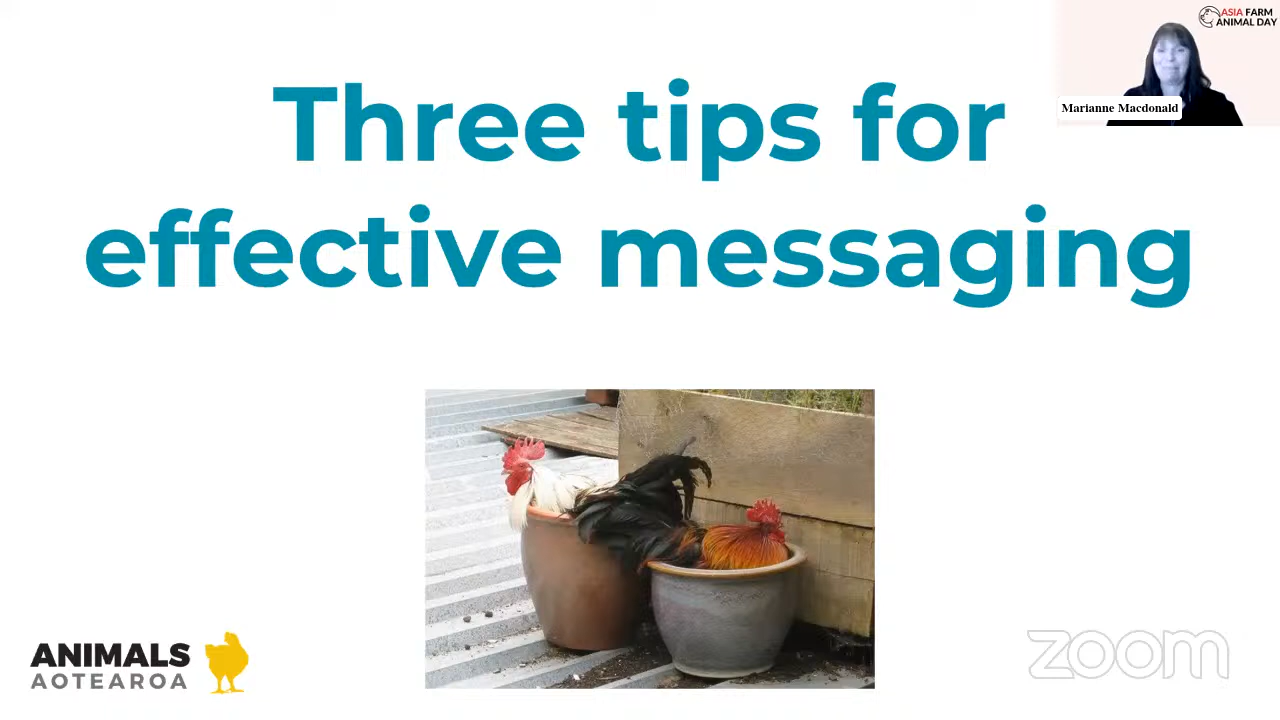 ASIA FARM
ANIMAL DAY
Marianne Macdonald
Three tips for
effective messaging
ANIMALS
AOTEAROA
zoom